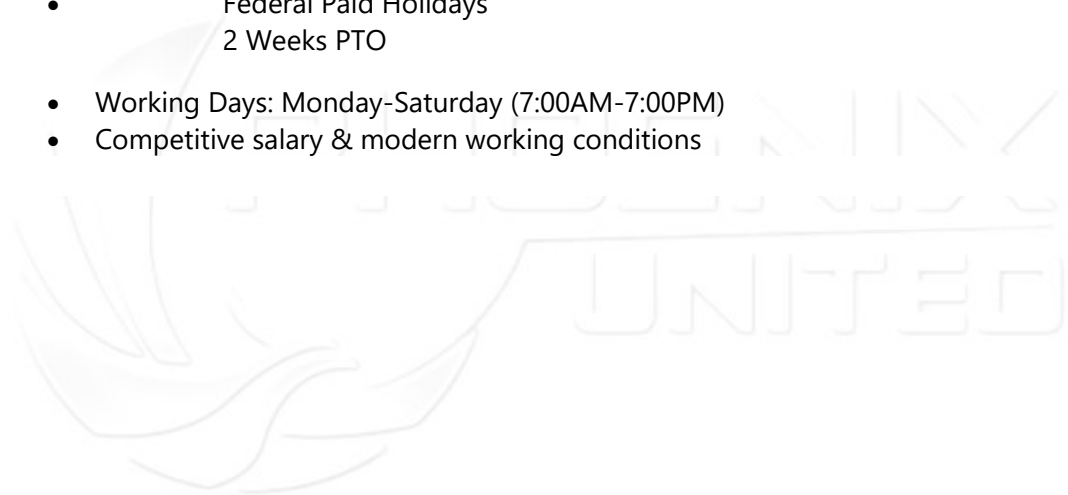 • Federal Paid Holidays
2 Weeks PTO
• Working Days: Monday-Saturday (7:00AM-7:00PM)
• Competitive salary & modern working conditions
PHOENIX
UNITED